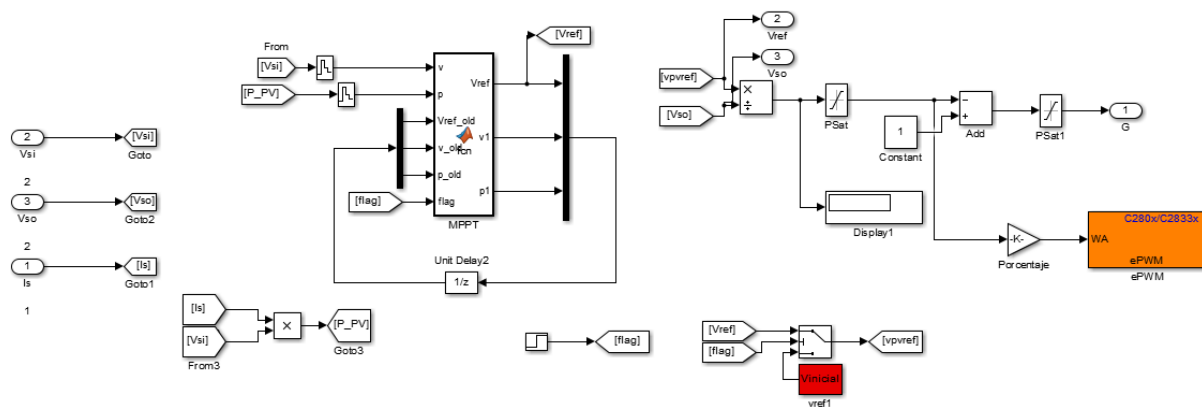 2
Vsi
[Vsi]
Goto
2
3
Vso
[Vso]
Goto2
2
1
Is
[Is]
Goto1
1
From
[Vsi]
[P_PV]
v
p
Vref_old
v_old
p_old
flag
fcn
Vref
v1
p1
MPPT
[flag]
[Vref]
Unit Delay2
1/z
[Is]
[Vsi]
From3
×
[P_PV]
Goto3
[flag]
2
Vref
3
Vso
[vpvref]
[Vso]
×
÷
PSat
1
Constant
−
+
Add
PSat1
1
G
Display1
-K-
Porcentaje
C280x/C2833x
WA
ePWM
ePWM
[Vref]
[flag]
[vpvref]
Vinicial
vref1